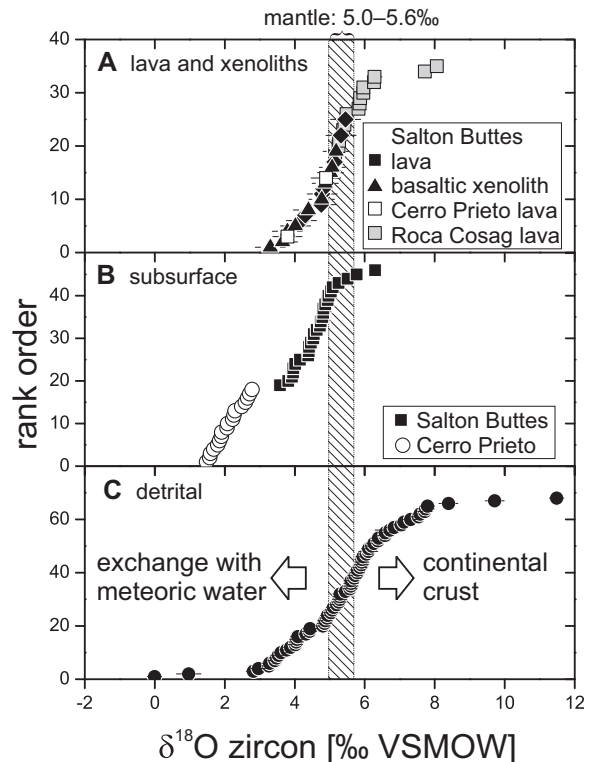 mantle: 5.0–5.6‰
40
A lava and xenoliths
30
20
10
0
Salton Buttes
lava
basaltic xenolith
Cerro Prieto lava
Roca Cosag lava
B subsurface
40
30
20
10
0
Salton Buttes
Cerro Prieto
rank order
C detrital
60
40
20
0
exchange with
meteoric water
continental
crust
-2 0 2 4 6 8 10 12
δ¹⁸O zircon [‰ VSMOW]